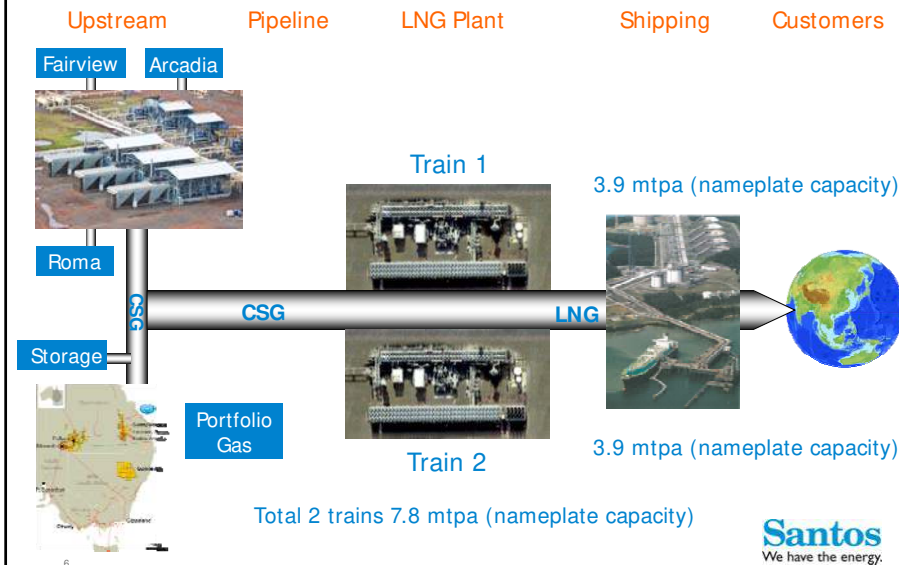 Upstream
Pipeline
LNG Plant
Shipping
Customers
Fairview
Arcadia
Train 1
3.9 mtpa (nameplate capacity)
Roma
CSG
CSG
LNG
Storage
Portfolio
Gas
Train 2
3.9 mtpa (nameplate capacity)
Total 2 trains 7.8 mtpa (nameplate capacity)
Santos
We have the energy.
6